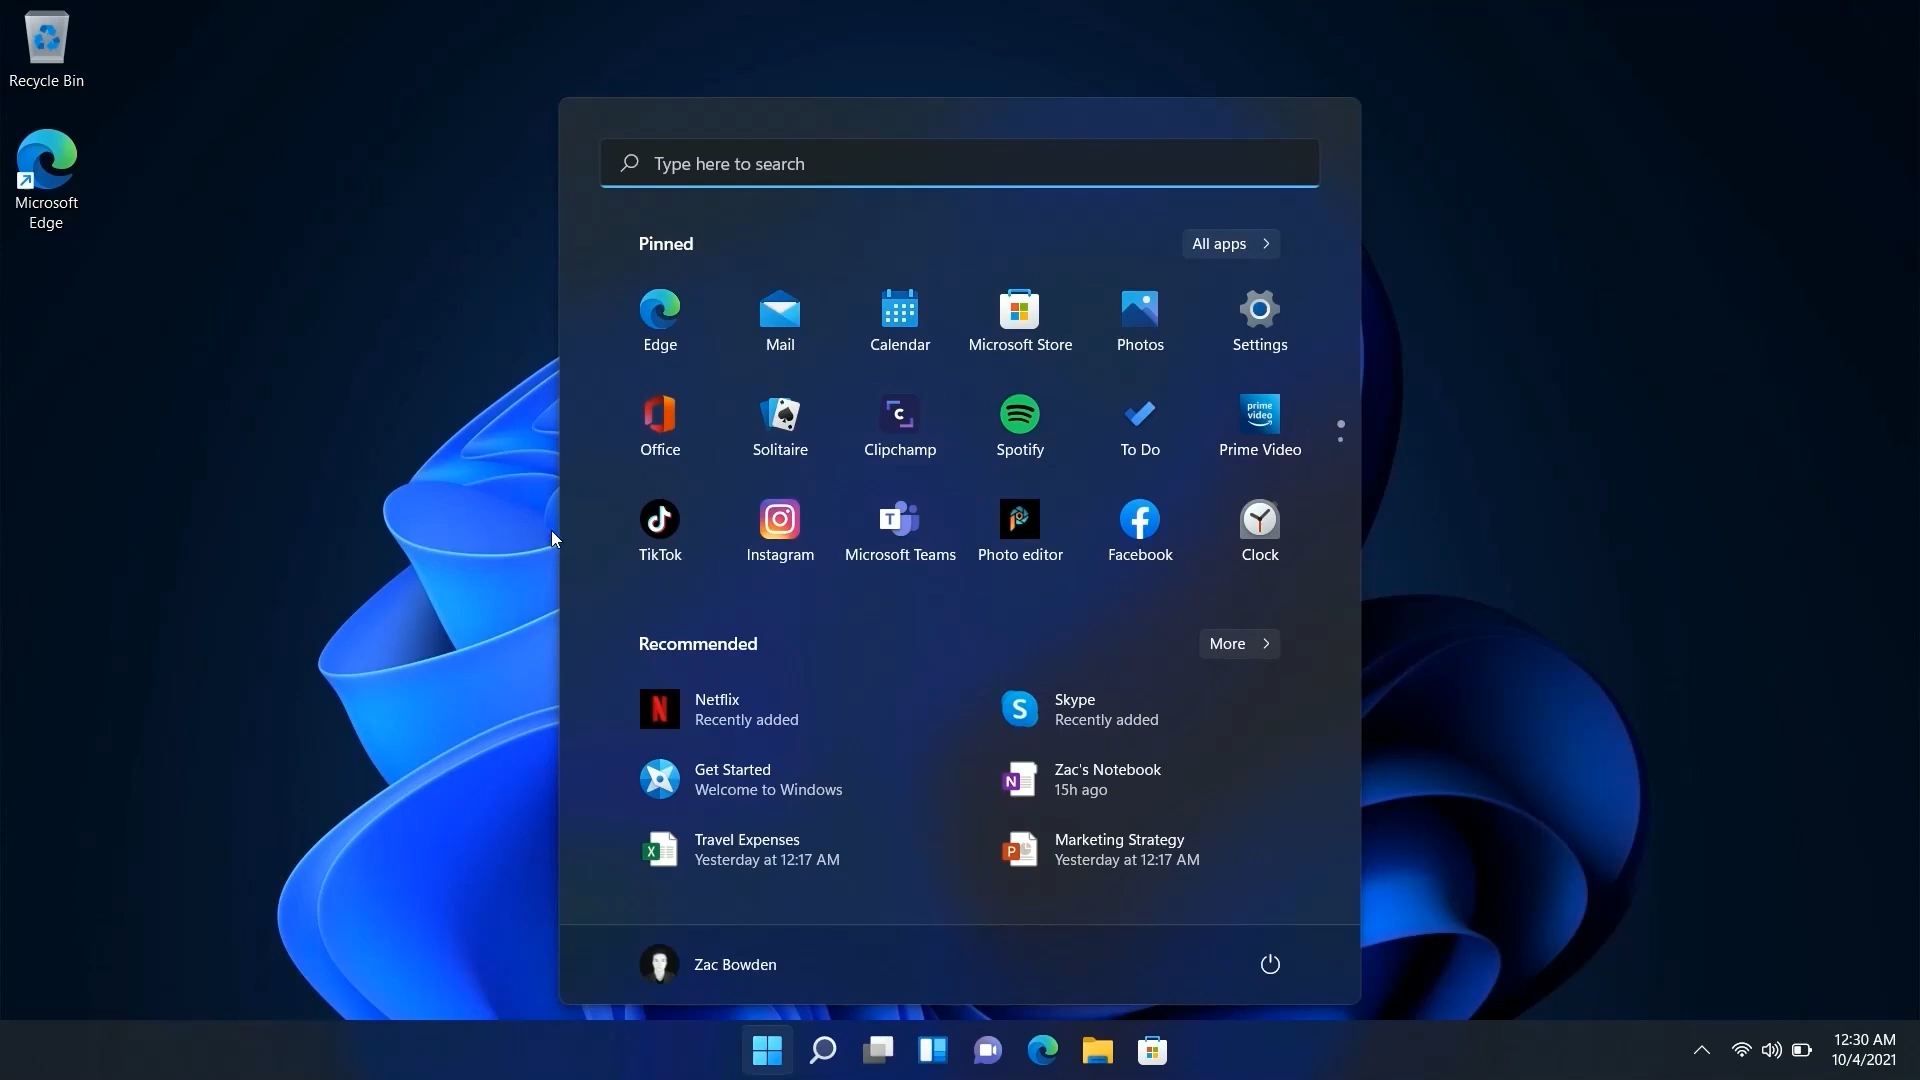 Recycle Bin
Microsoft
Edge
Type here to search
Pinned
All apps
Edge
Mail
Calendar
Microsoft Store
Photos
Settings
prime
video
Office
Solitaire
Clipchamp
Spotify
To Do
Prime Video
TikTok
Instagram
Microsoft Teams
Photo editor
Facebook
Clock
Recommended
More
Netflix
Recently added
Skype
Recently added
Get Started
Welcome to Windows
Zac's Notebook
15h ago
Travel Expenses
Yesterday at 12:17 AM
Marketing Strategy
Yesterday at 12:17 AM
Zac Bowden
12:30 AM
10/4/2021